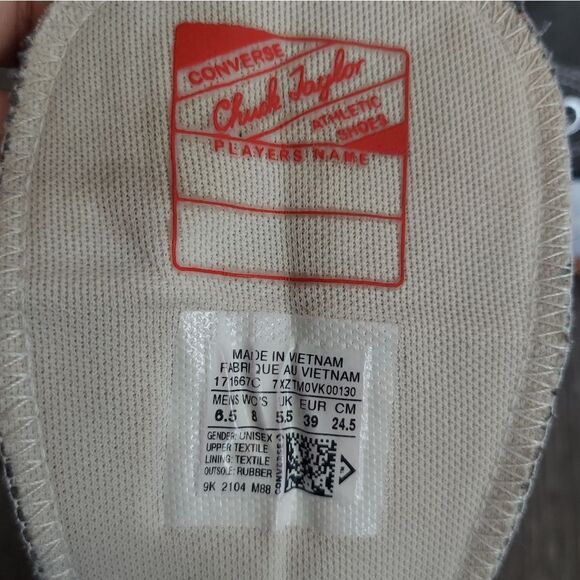 CONVERSE
Chuck Taylor
ATHLETIC
SHOES
PLAYERS NAME
MADE IN VIETNAM
FABRIQUE AU VIETNAM
171667C 7XZTM0VK00130
MENS WO'S UK EUR CM
6.5 8 5.5 39 24.5
GENDER: UNISEX
UPPER: TEXTILE
LINING: TEXTILE
OUTSOLE: RUBBER
9K 2104 M88
CONVERSE